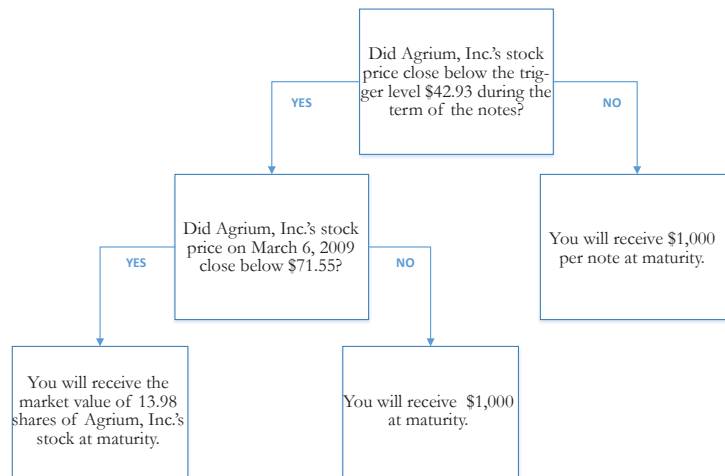 Did Agrium, Inc.'s stock
price close below the trig-
ger level $42.93 during the
term of the notes?
YES
NO
Did Agrium, Inc.'s stock
price on March 6, 2009
close below $71.55?
You will receive $1,000
per note at maturity.
YES
NO
You will receive the
market value of 13.98
shares of Agrium, Inc.'s
stock at maturity.
You will receive $1,000
at maturity.